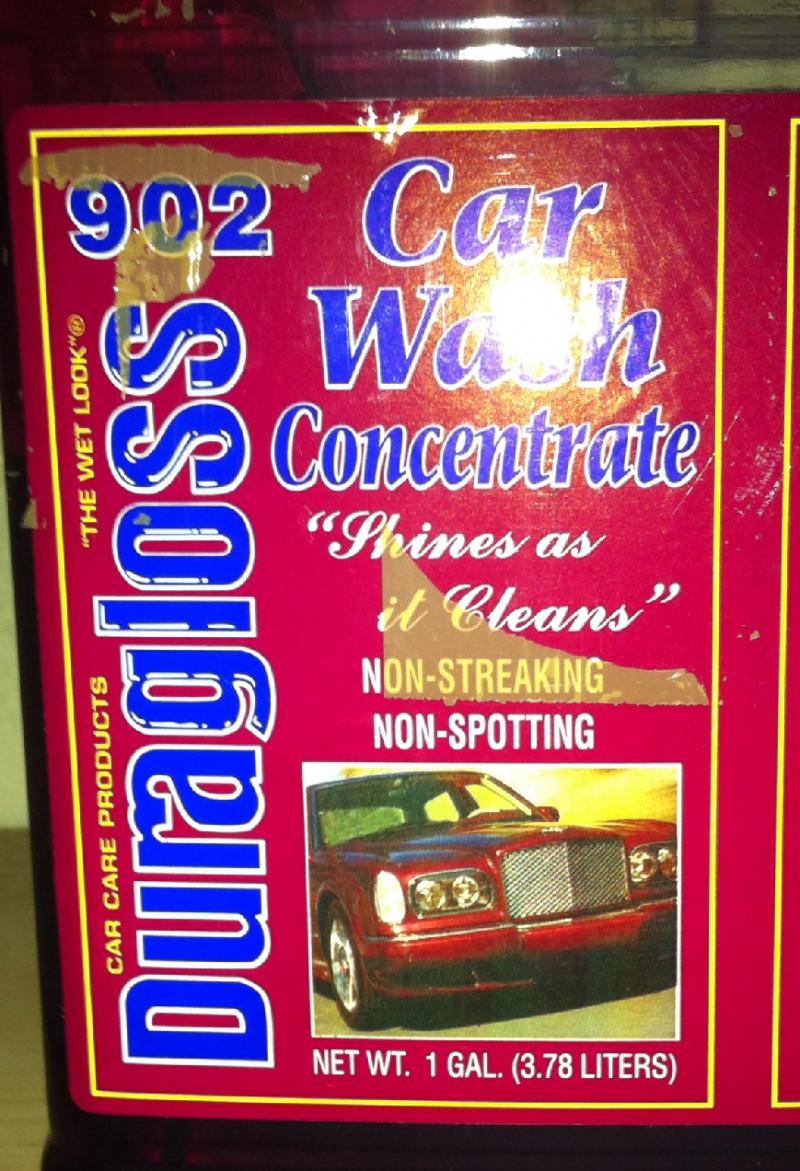 902
Duragloss
"THE WET LOOK"®
CAR CARE PRODUCTS
Car
Wash
Concentrate
"Shines as
it Cleans"
NON-STREAKING
NON-SPOTTING
NET WT. 1 GAL. (3.78 LITERS)